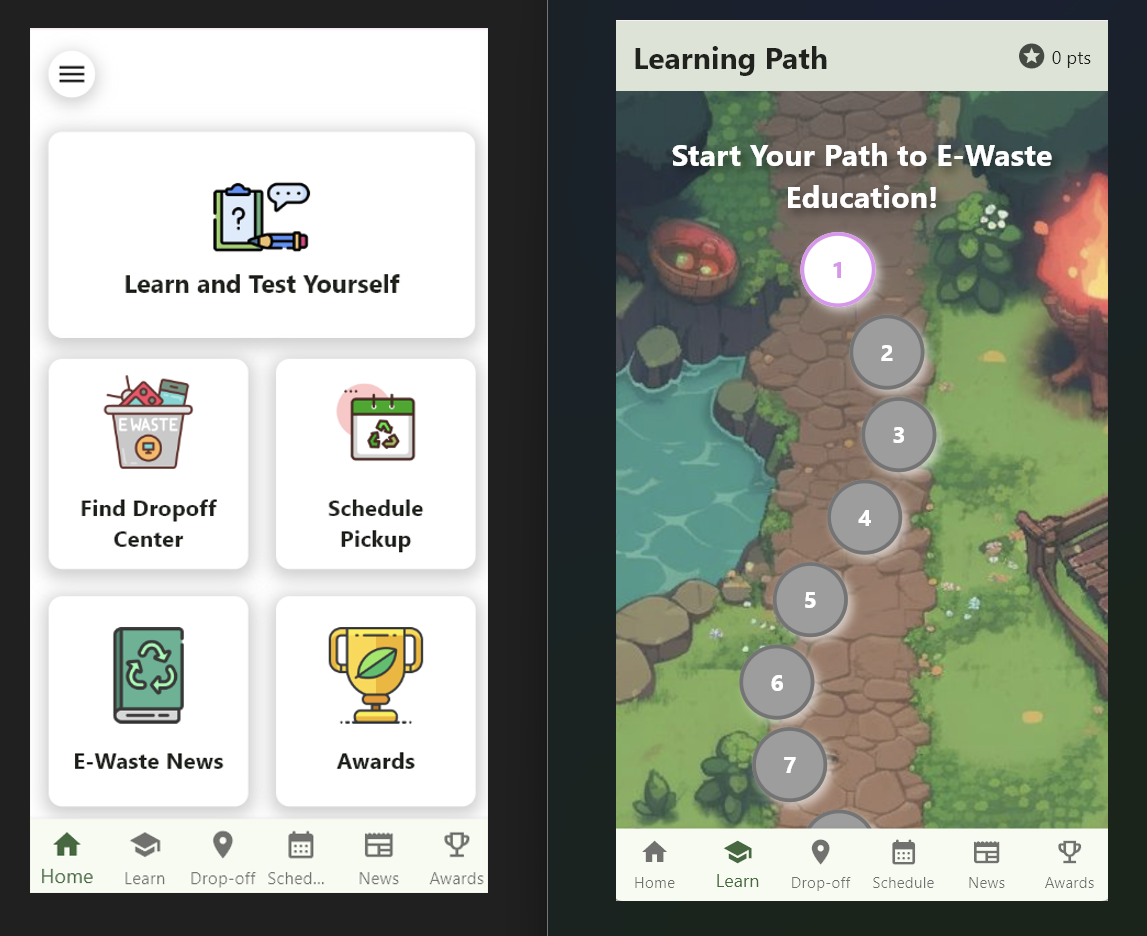 ?
Learn and Test Yourself
E WASTE
Find Dropoff
Center
Schedule
Pickup
E-Waste News
Awards
Home
Learn
Drop-off
Sched...
News
Awards
Learning Path
0 pts
Start Your Path to E-Waste
Education!
1
2
3
4
5
6
7
Home
Learn
Drop-off
Schedule
News
Awards